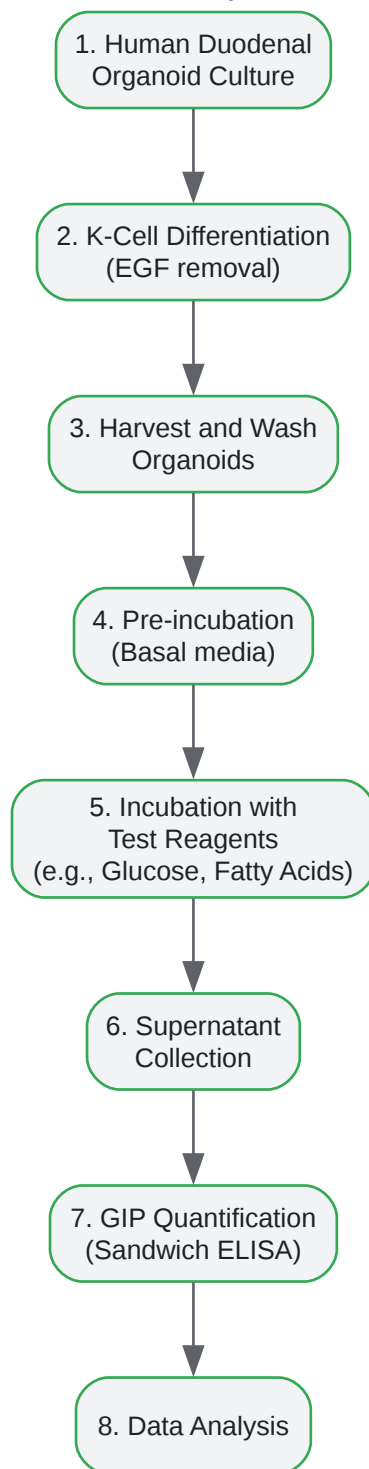 1. Human Duodenal
Organoid Culture
2. K-Cell Differentiation
(EGF removal)
3. Harvest and Wash
Organoids
4. Pre-incubation
(Basal media)
5. Incubation with
Test Reagents
(e.g., Glucose, Fatty Acids)
6. Supernatant
Collection
7. GIP Quantification
(Sandwich ELISA)
8. Data Analysis